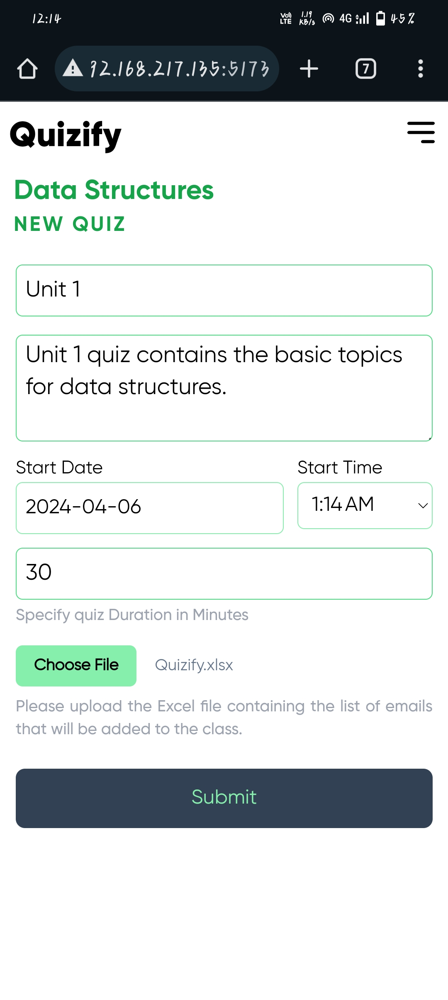 12:14
Vo)) LTE
1.19 KB/s
4G
45%
92.168.217.135:5173
7
Quizify
Data Structures
NEW QUIZ
Unit 1
Unit 1 quiz contains the basic topics
for data structures.
Start Date
Start Time
2024-04-06
1:14 AM
30
Specify quiz Duration in Minutes
Choose File
Quizify.xlsx
Please upload the Excel file containing the list of emails
that will be added to the class.
Submit